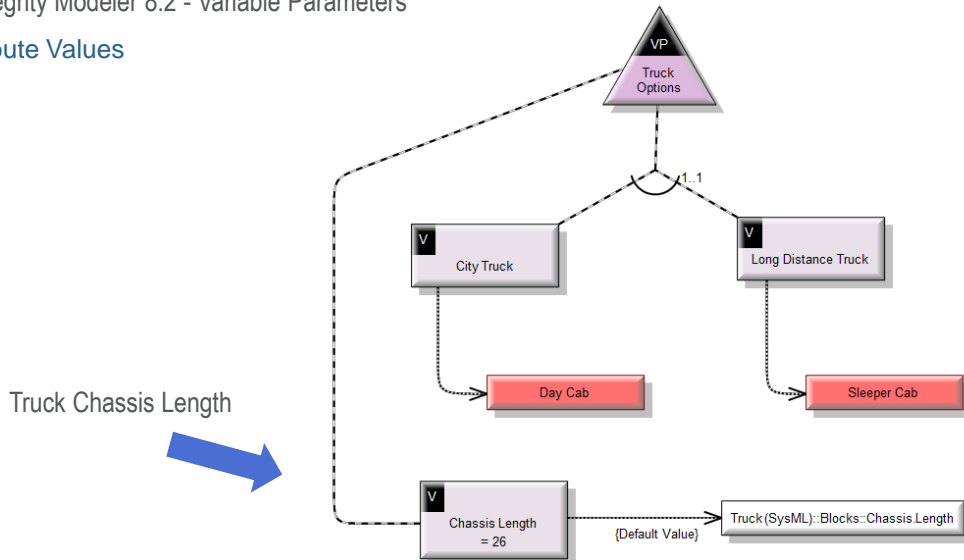 egrity Modeler 8.2 - Variable Parameters
oute Values
VP
Truck
Options
1..1
V
City Truck
V
Long Distance Truck
Day Cab
Sleeper Cab
Truck Chassis Length
V
Chassis Length
= 26
{Default Value}
Truck(SysML)::Blocks::Chassis.Length